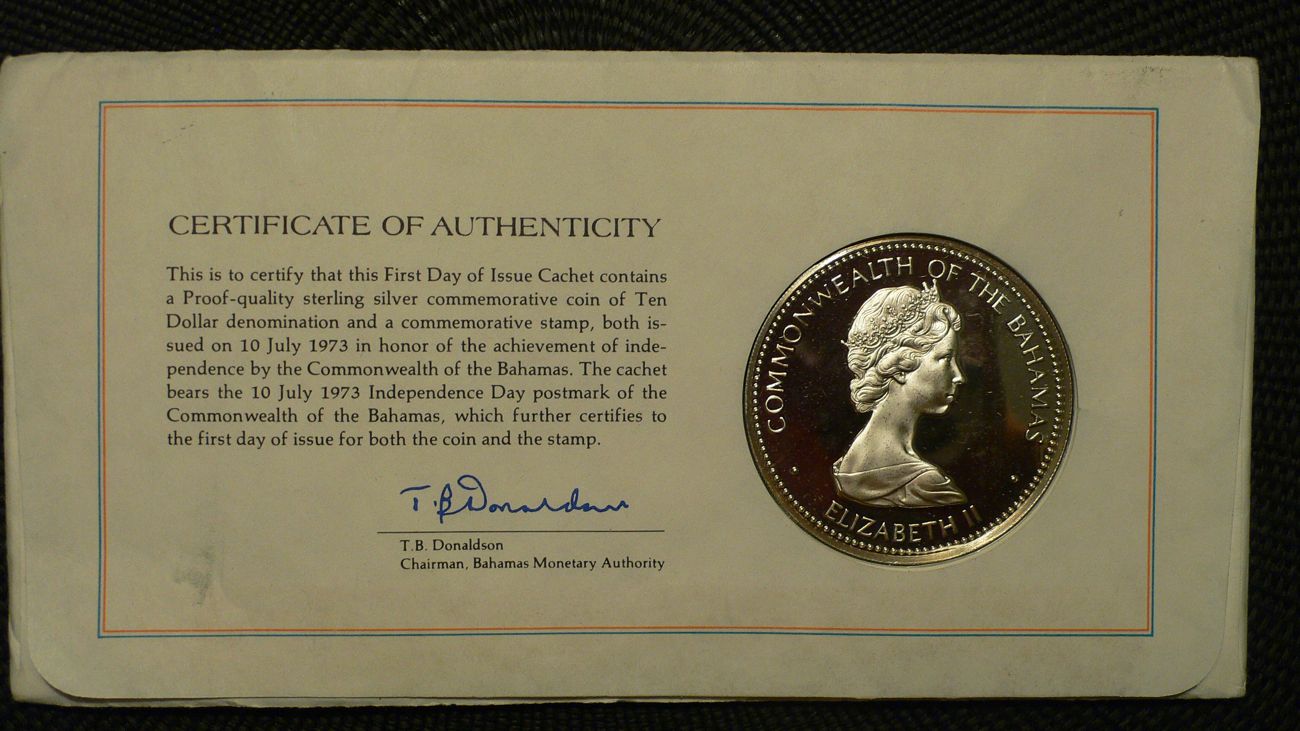 CERTIFICATE OF AUTHENTICITY
This is to certify that this First Day of Issue Cachet contains
a Proof-quality sterling silver commemorative coin of Ten
Dollar denomination and a commemorative stamp, both is-
sued on 10 July 1973 in honor of the achievement of inde-
pendence by the Commonwealth of the Bahamas. The cachet
bears the 10 July 1973 Independence Day postmark of the
Commonwealth of the Bahamas, which further certifies to
the first day of issue for both the coin and the stamp.
T.B Donaldson
T.B. Donaldson
Chairman, Bahamas Monetary Authority
COMMONWEALTH OF THE BAHAMAS
ELIZABETH II